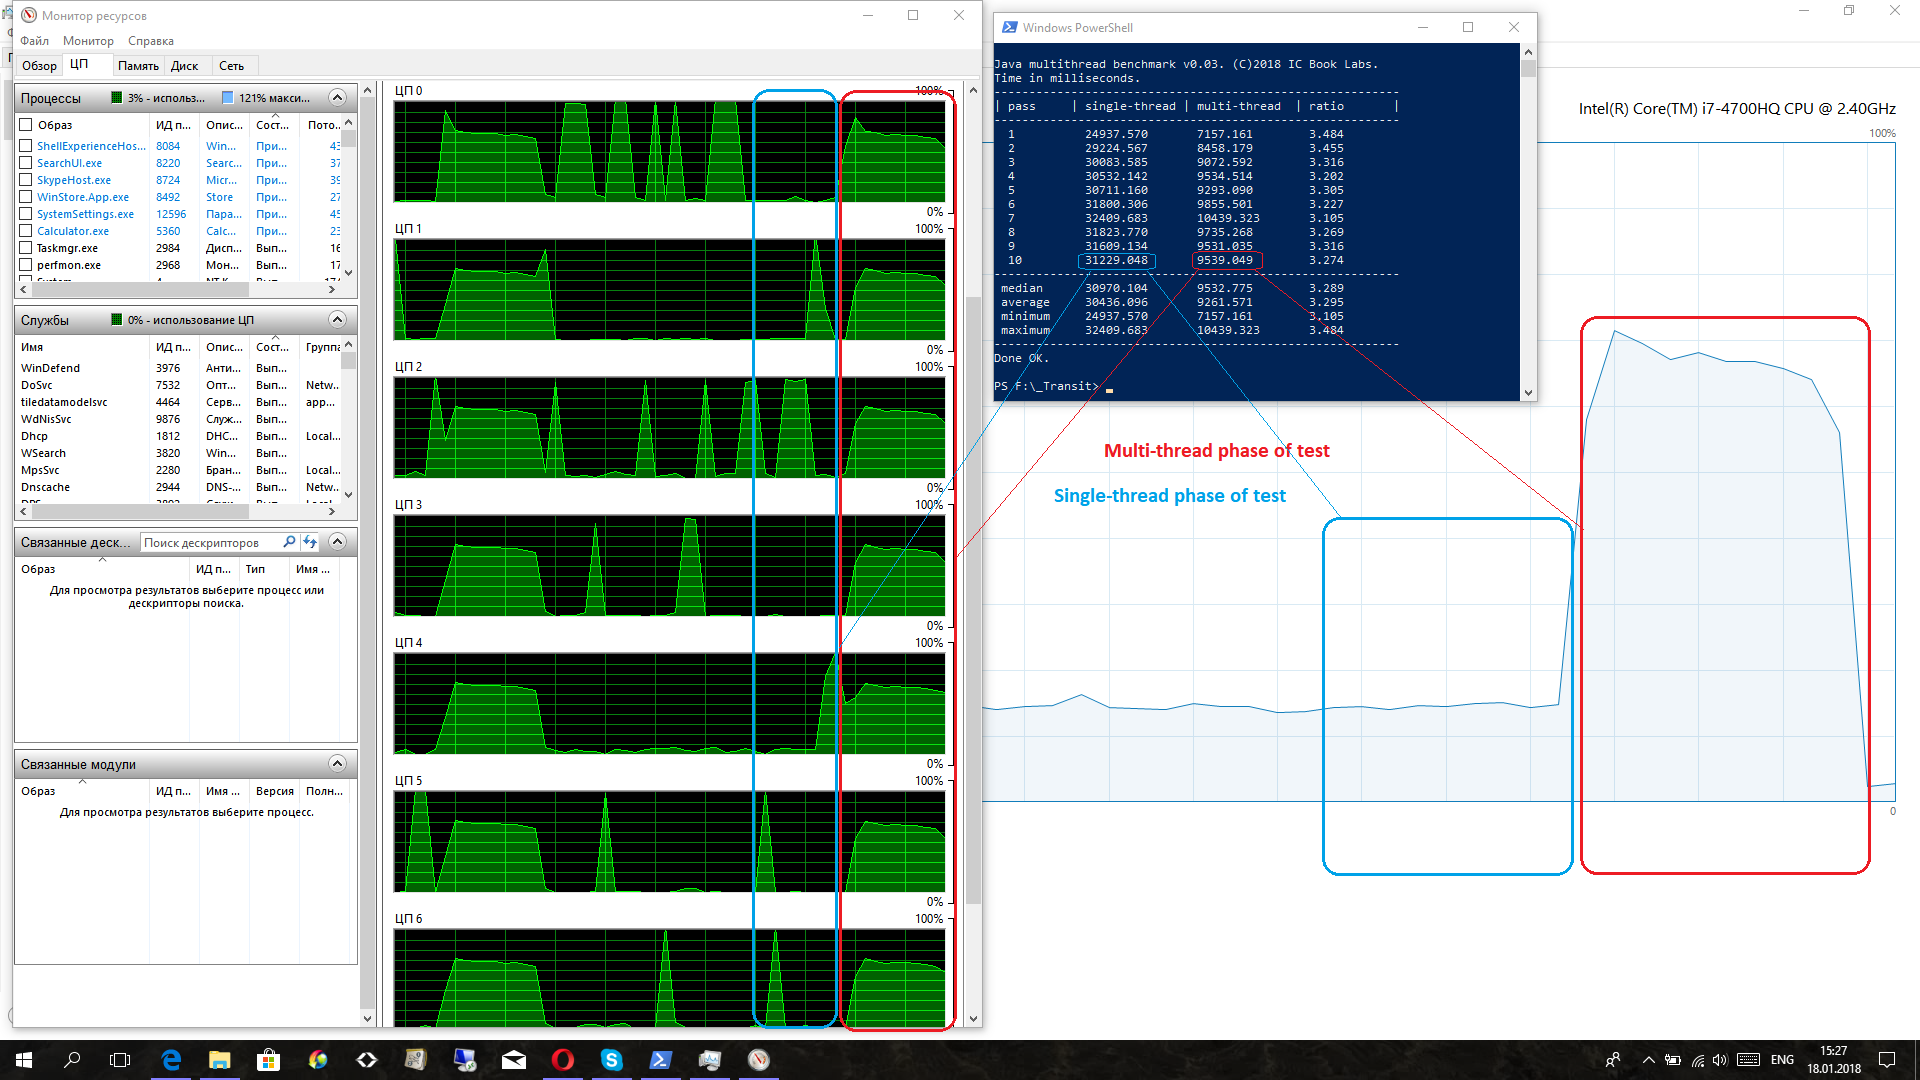 Монитор ресурсов
Файл Монитор Справка
Обзор ЦП Память Диск Сеть
Процессы 3% - использ... 121% макси...
Образ ИД п... Опис... Сост... Пото..
ShellExperienceHos... 8084 Win... При... 43
SearchUI.exe 8220 Searc... При... 37
SkypeHost.exe 8724 Micr... При... 39
WinStore.App.exe 8492 Store При... 27
SystemSettings.exe 12596 Пара... При... 45
Calculator.exe 5360 Calc... При... 23
Taskmgr.exe 2984 Дисп... Вып... 16
perfmon.exe 2968 Мон... Вып... 17
Службы 0% - использование ЦП
Имя ИД п... Опис... Сост... Группа
WinDefend 3976 Анти... Вып...
DoSvc 7532 Опт... Вып... Netw...
tiledatamodelsvc 4464 Серв... Вып... app...
WdNisSvc 9876 Служ... Вып...
Dhcp 1812 DHC... Вып... Local...
WSearch 3820 Win... Вып...
MpsSvc 2280 Бран... Вып... Local...
Dnscache 2944 DNS-... Вып... Netw...
Связанные деск... Поиск дескрипторов
Образ ИД п... Тип Имя ...
Для просмотра результатов выберите процесс или
дескрипторы поиска.
Связанные модули
Образ ИД п... Имя ... Версия Полн...
Для просмотра результатов выберите процесс.
ЦП 0 100%
0%
ЦП 1 100%
0%
ЦП 2 100%
0%
ЦП 3 100%
0%
ЦП 4 100%
0%
ЦП 5 100%
0%
ЦП 6 100%
Windows PowerShell
Java multithread benchmark v0.03. (C)2018 IC Book Labs.
Time in milliseconds.
| pass | single-thread | multi-thread | ratio |
1 24937.570 7157.161 3.484
2 29224.567 8458.179 3.455
3 30083.585 9072.592 3.316
4 30532.142 9534.514 3.202
5 30711.160 9293.090 3.305
6 31800.306 9855.501 3.227
7 32409.683 10439.323 3.105
8 31823.770 9735.268 3.269
9 31609.134 9531.035 3.316
10 31229.048 9539.049 3.274
median 30970.104 9532.775 3.289
average 30436.096 9261.571 3.295
minimum 24937.570 7157.161 3.105
maximum 32409.683 10439.323 3.484
Done OK.
PS F:\_Transit>
Multi-thread phase of test
Single-thread phase of test
Intel(R) Core(TM) i7-4700HQ CPU @ 2.40GHz
100%
0
ENG
15:27
18.01.2018